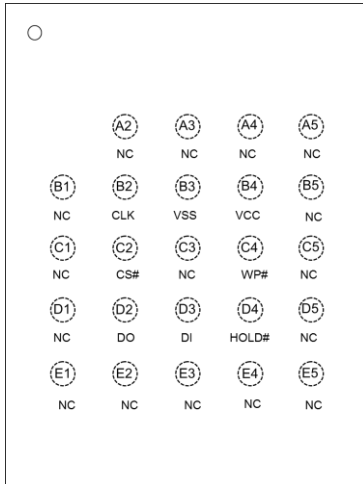 A2 A3 A4 A5
NC NC NC NC
B1 B2 B3 B4 B5
NC CLK VSS VCC NC
C1 C2 C3 C4 C5
NC CS# NC WP# NC
D1 D2 D3 D4 D5
NC DO DI HOLD# NC
E1 E2 E3 E4 E5
NC NC NC NC NC